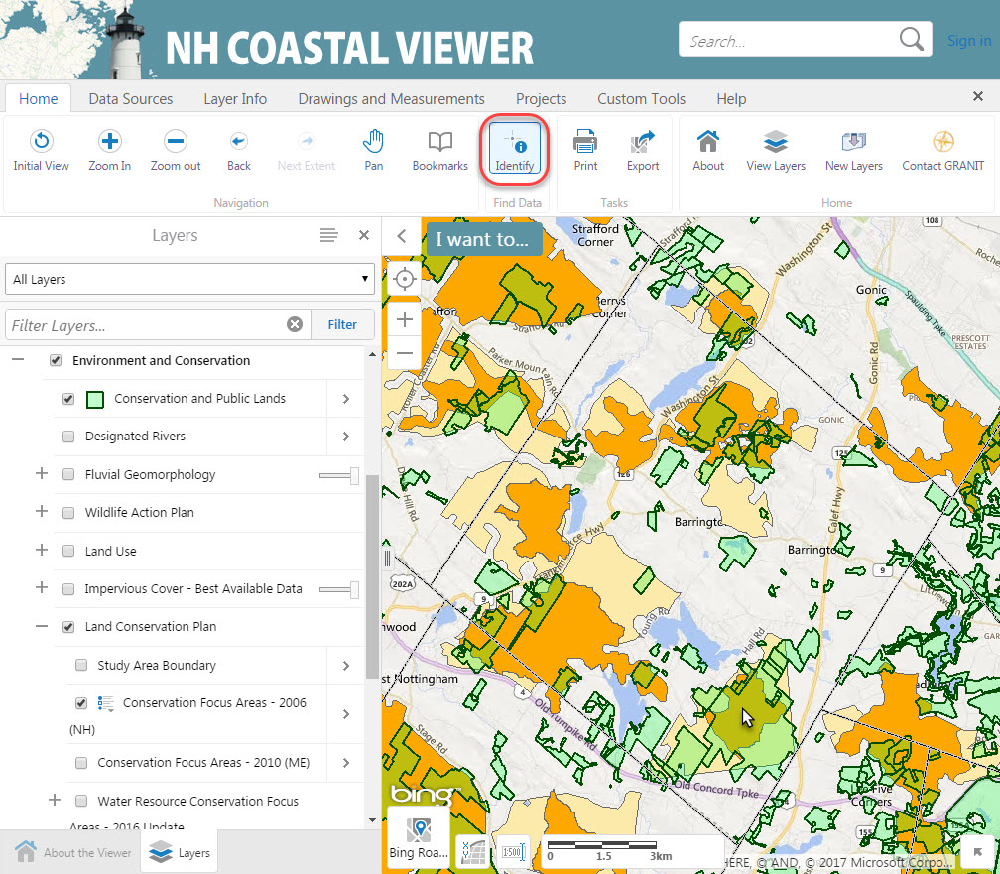 NH COASTAL VIEWER
Search...
Sign in
Home
Data Sources
Layer Info
Drawings and Measurements
Projects
Custom Tools
Help
Initial View
Zoom In
Zoom out
Back
Next Extent
Pan
Bookmarks
Identify
Print
Export
About
View Layers
New Layers
Contact GRANIT
Navigation
Find Data
Tasks
Home
Layers
All Layers
Filter Layers...
Filter
Environment and Conservation
Conservation and Public Lands
Designated Rivers
Fluvial Geomorphology
Wildlife Action Plan
Land Use
Impervious Cover - Best Available Data
Land Conservation Plan
Study Area Boundary
Conservation Focus Areas - 2006
(NH)
Conservation Focus Areas - 2010 (ME)
Water Resource Conservation Focus
Areas - 2016 Update
About the Viewer
Layers
I want to...
Strafford
Corner
Strafford
Washington St
108
Gonic
Spaulding Tpke
PRESCOTT
ESTATES
Corner
Parker Mountain Rd
Washington St
Gonic Rd
GONIC
125
126
Barrington
Calef Hwy
Barrington
9
202A
9
Young Rd
Hall Rd
Nottingham
4
Old Turnpike Rd
Stage Rd
Old Concord Tpke
4
Five
Corners
155
bing
Bing Roa...
1:500
0
1.5
3km
HERE, © AND, © 2017 Microsoft Corpo...